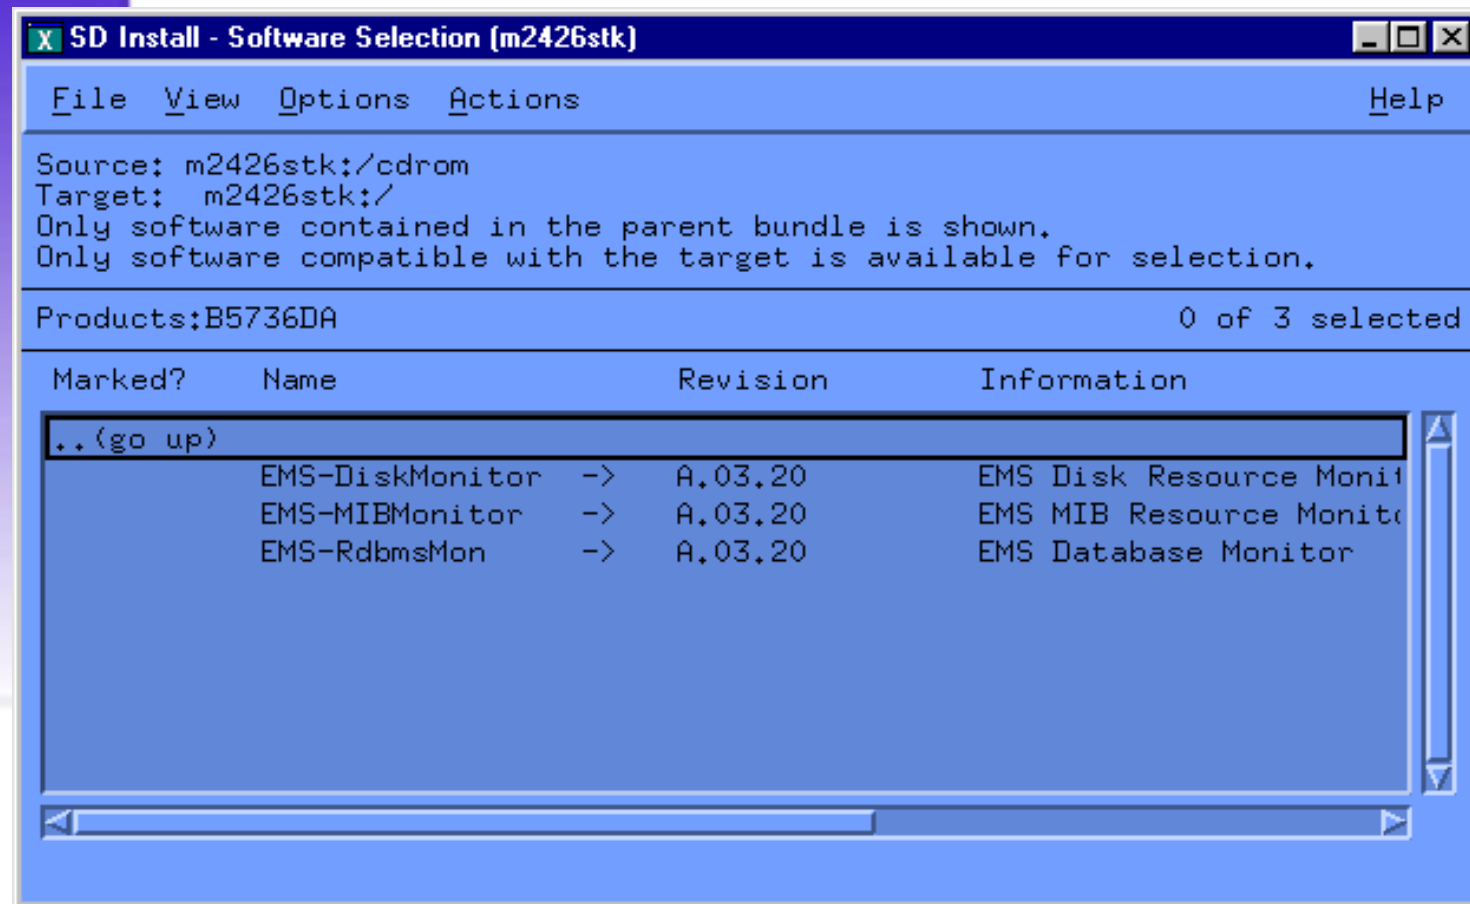 X SD Install - Software Selection (m2426stk)
File View Options Actions Help
Source: m2426stk:/cdrom
Target: m2426stk:/
Only software contained in the parent bundle is shown.
Only software compatible with the target is available for selection.
Products:B5736DA 0 of 3 selected
Marked? Name Revision Information
..(go up)
EMS-DiskMonitor -> A.03.20 EMS Disk Resource
EMS-MIBMonitor -> A.03.20 EMS MIB Resource
EMS-RdbmsMon -> A.03.20 EMS Database Monitor